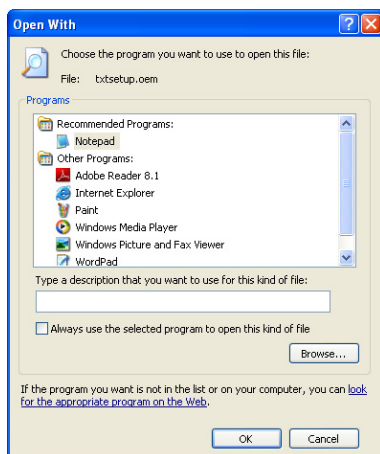 Open With
Choose the program you want to use to open this file:
File: txtsetup.oem
Programs
Recommended Programs:
Notepad
Other Programs:
Adobe Reader 8.1
Internet Explorer
Paint
Windows Media Player
Windows Picture and Fax Viewer
WordPad
Type a description that you want to use for this kind of file:
Always use the selected program to open this kind of file
Browse...
If the program you want is not in the list or on your computer, you can look
for the appropriate program on the Web.
OK Cancel